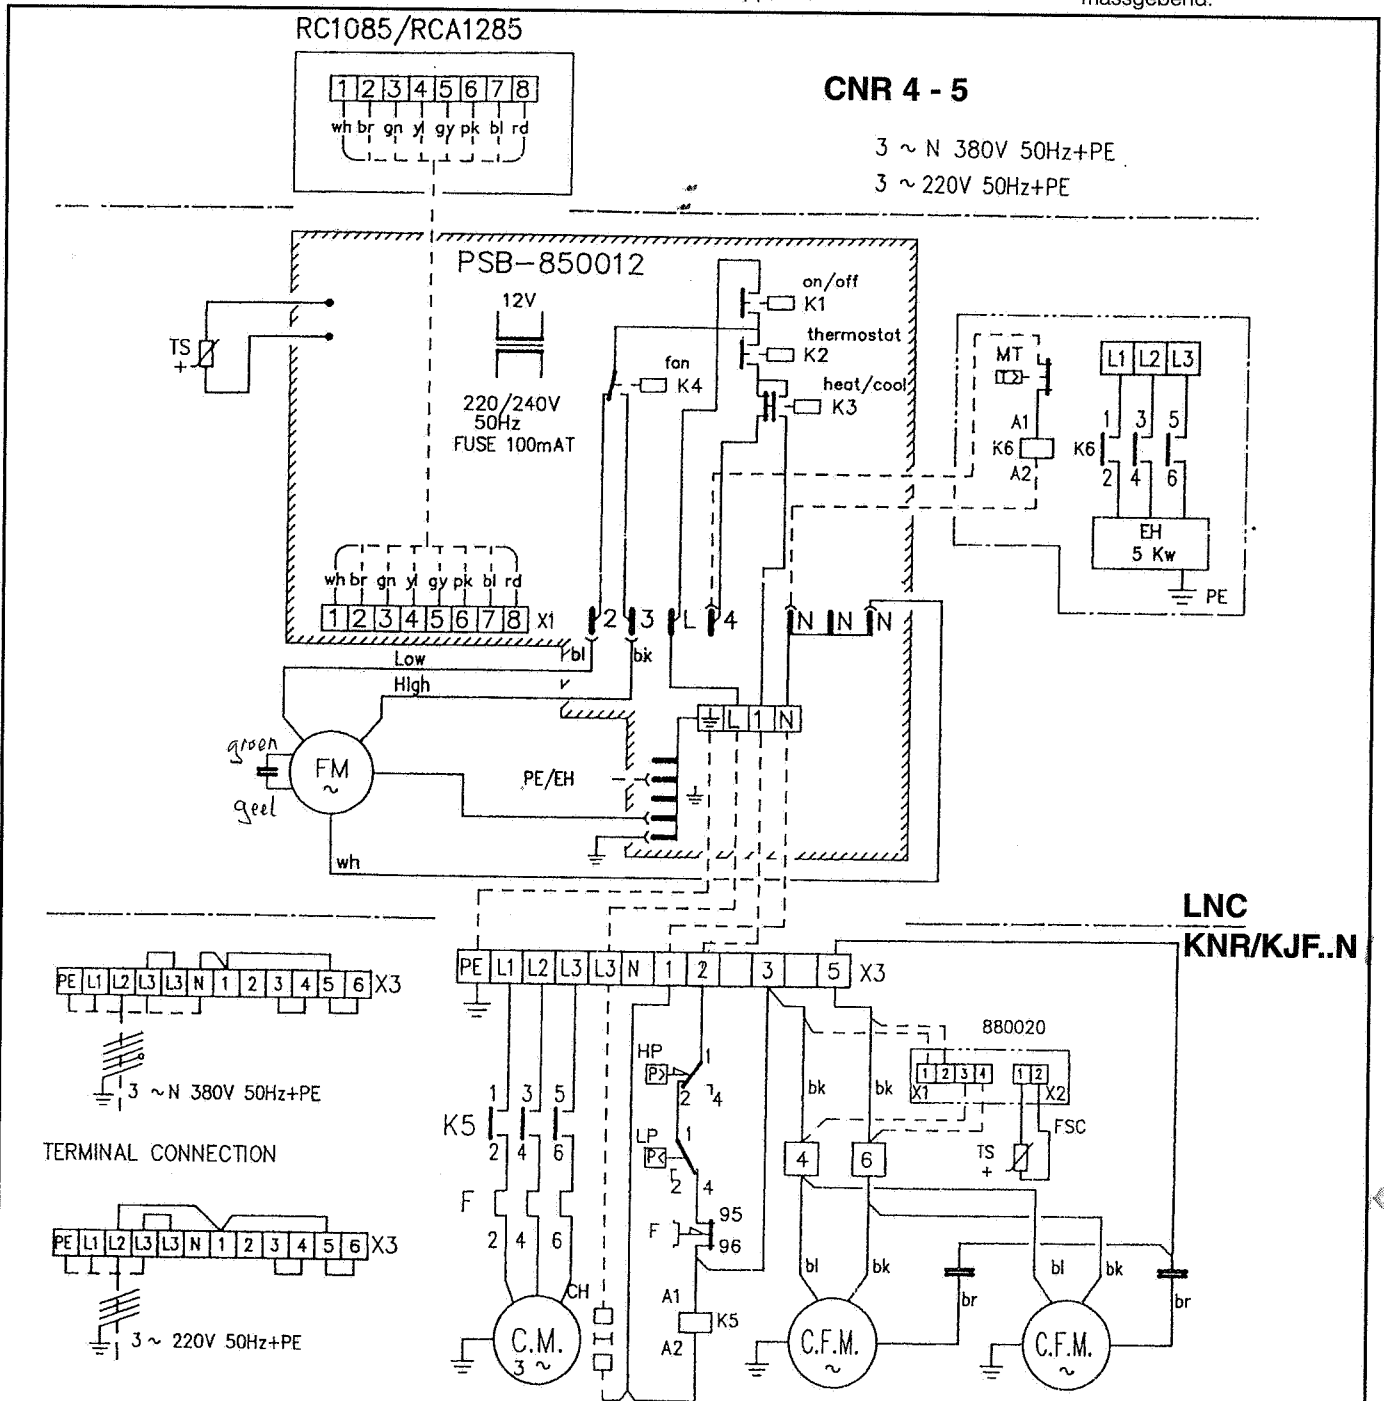 massgebend.
RC1085/RCA1285
1 2 3 4 5 6 7 8
wh br gn yl gy pk bl rd
CNR 4 - 5
3 ~ N 380V 50Hz+PE
3 ~ 220V 50Hz+PE
PSB-850012
12V
220/240V
50Hz
FUSE 100mAT
TS
+
on/off
K1
thermostat
K2
heat/cool
K3
fan
K4
MT
A1
K6
A2
L1 L2 L3
1 3 5
K6
2 4 6
EH
5 Kw
PE
wh br gn yl gy pk bl rd
1 2 3 4 5 6 7 8 X1
2 3 L 4 N N N
bl bk
Low
High
L 1 N
groen
geel
FM
~
PE/EH
wh
LNC
KNR/KJF..N
PE L1 L2 L3 L3 N 1 2 3 4 5 6 X3
3 ~ N 380V 50Hz+PE
TERMINAL CONNECTION
PE L1 L2 L3 L3 N 1 2 3 4 5 6 X3
3 ~ 220V 50Hz+PE
PE L1 L2 L3 L3 N 1 2 3 5 X3
1 3 5
K5
2 4 6
F
2 4 6
C.M.
3 ~
CH
HP
P>
1
2 4
LP
P<
1
2 4
F
95
96
A1
K5
A2
bk bk
4 6
bl bk
C.F.M.
~
br
880020
1 2 3 4
X1
1 2
X2
FSC
TS
+
bl bk
C.F.M.
~
br